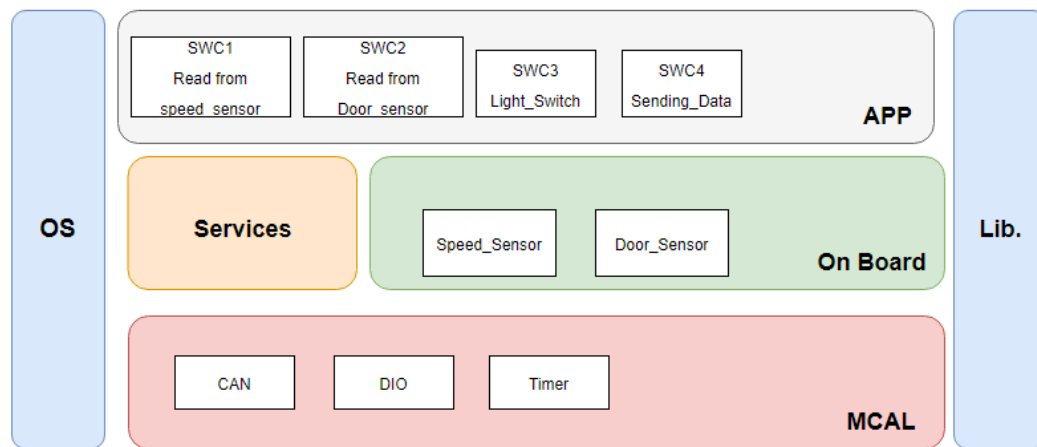 OS
SWC1
Read from
speed_sensor
SWC2
Read from
Door_sensor
SWC3
Light_Switch
SWC4
Sending_Data
APP
Services
Speed_Sensor
Door_Sensor
On Board
CAN
DIO
Timer
MCAL
Lib.